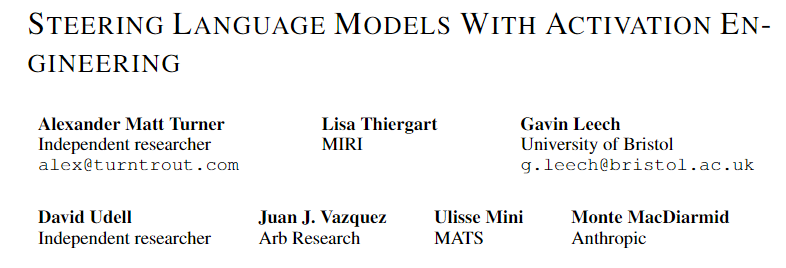 STEERING LANGUAGE MODELS WITH ACTIVATION EN-
GINEERING
Alexander Matt Turner
Independent researcher
alex@turntrout.com
Lisa Thiergart
MIRI
Gavin Leech
University of Bristol
g.leech@bristol.ac.uk
David Udell
Independent researcher
Juan J. Vazquez
Arb Research
Ulisse Mini
MATS
Monte MacDiarmid
Anthropic